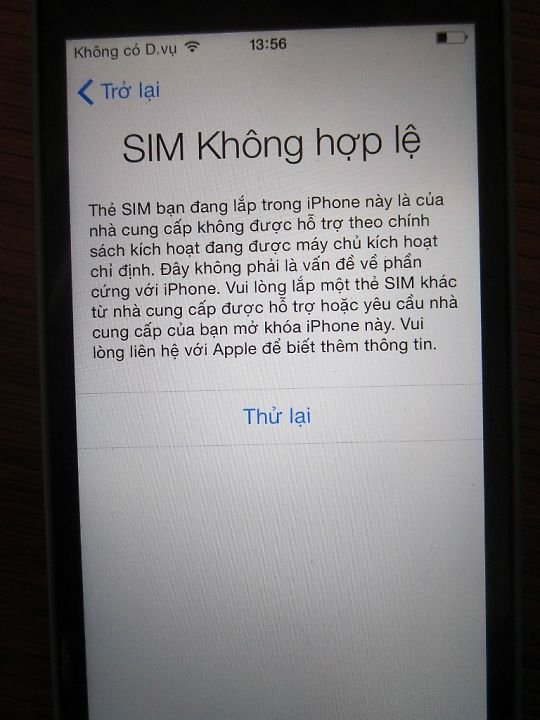 Không có D.vụ 13:56
Trở lại
SIM Không hợp lệ
Thẻ SIM bạn đang lắp trong iPhone này là của
nhà cung cấp không được hỗ trợ theo chính
sách kích hoạt đang được máy chủ kích hoạt
chỉ định. Đây không phải là vấn đề về phần
cứng với iPhone. Vui lòng lắp một thẻ SIM khác
từ nhà cung cấp được hỗ trợ hoặc yêu cầu nhà
cung cấp của bạn mở khóa iPhone này. Vui
lòng liên hệ với Apple để biết thêm thông tin.
Thử lại